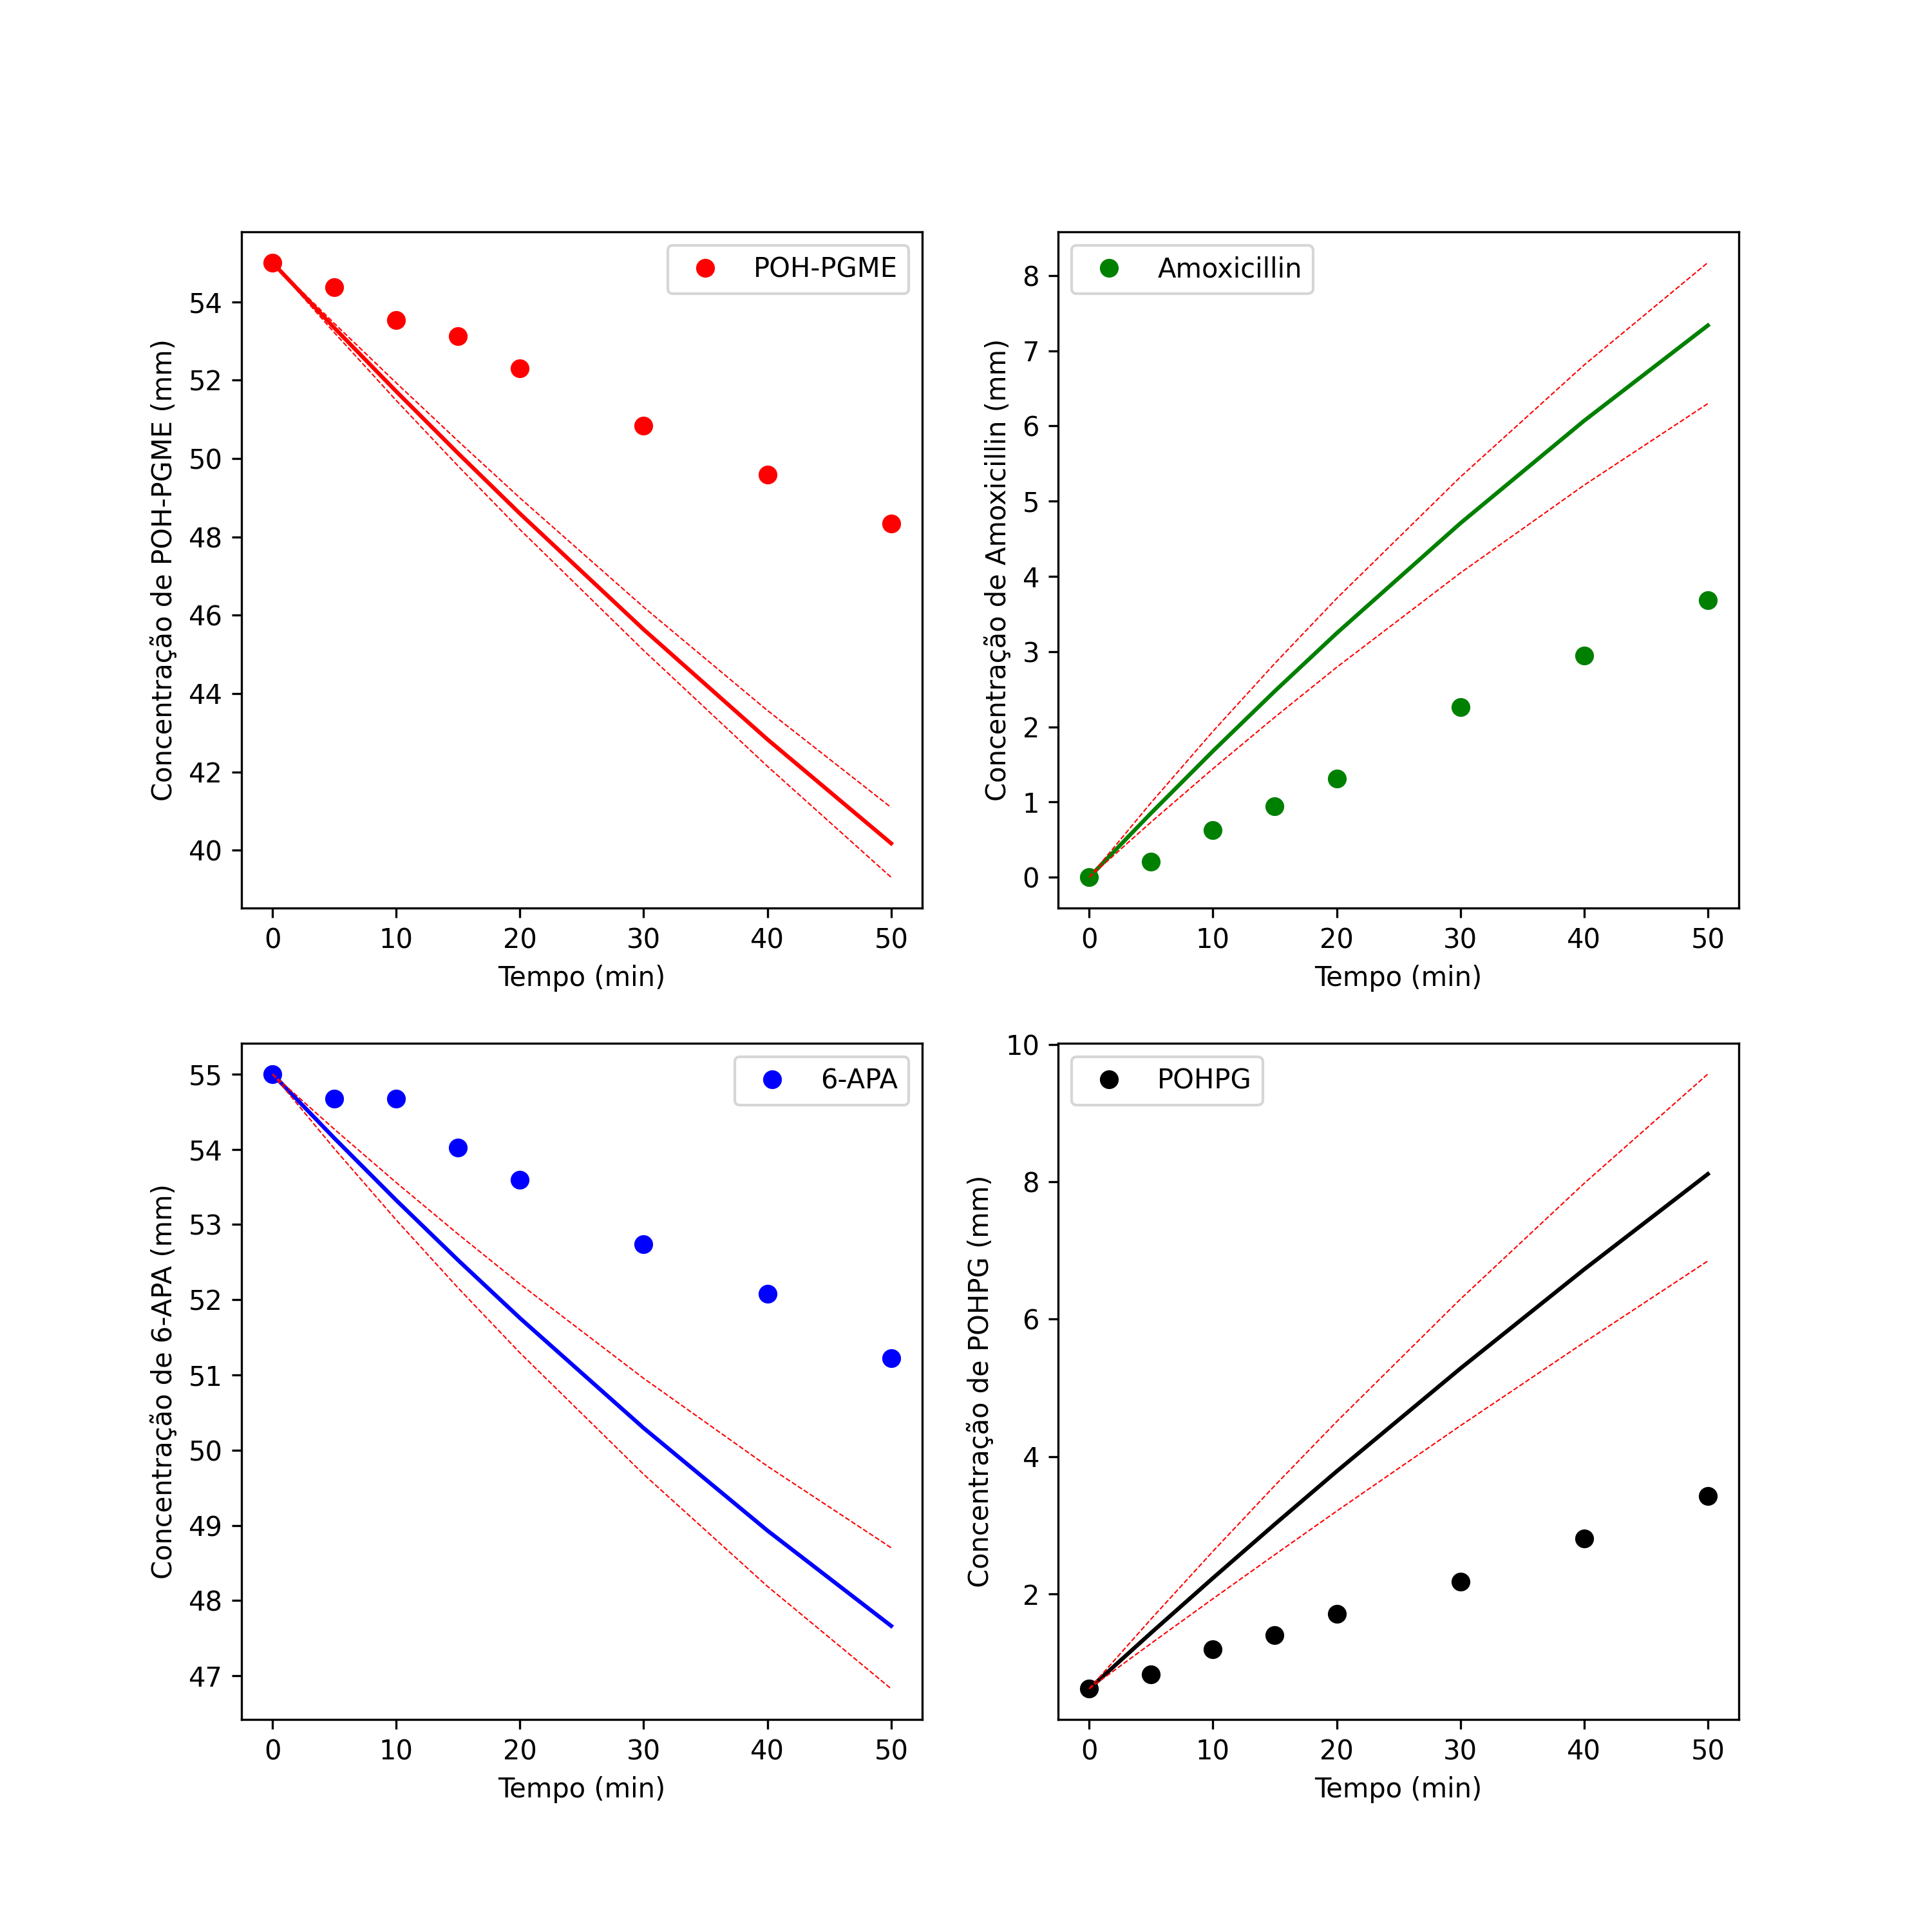 POH-PGME
Concentração de POH-PGME (mm)
54
52
50
48
46
44
42
40
0 10 20 30 40 50
Tempo (min)
Amoxicillin
Concentração de Amoxicillin (mm)
8
7
6
5
4
3
2
1
0
0 10 20 30 40 50
Tempo (min)
6-APA
Concentração de 6-APA (mm)
55
54
53
52
51
50
49
48
47
0 10 20 30 40 50
Tempo (min)
POHPG
Concentração de POHPG (mm)
10
8
6
4
2
0 10 20 30 40 50
Tempo (min)